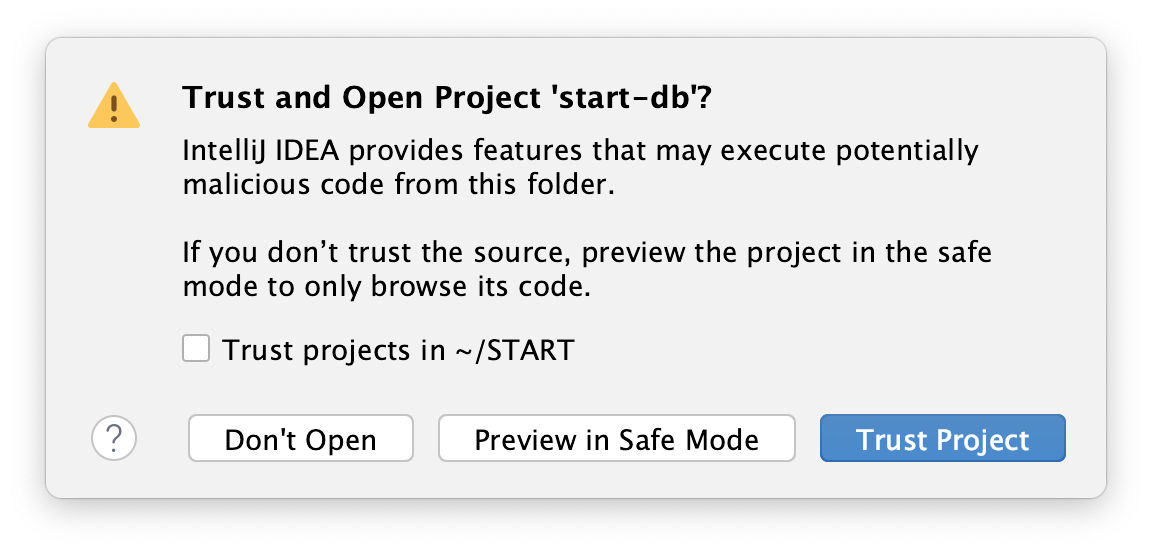 Trust and Open Project 'start-db'?
IntelliJ IDEA provides features that may execute potentially
malicious code from this folder.
If you don’t trust the source, preview the project in the safe
mode to only browse its code.
Trust projects in ~/START
?
Don't Open
Preview in Safe Mode
Trust Project